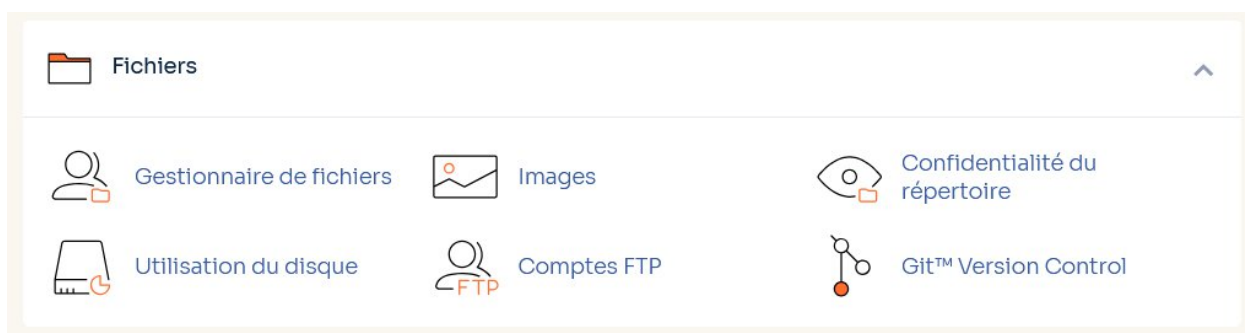 Fichiers
Gestionnaire de fichiers
Images
Confidentialité du
répertoire
Utilisation du disque
FTP
Comptes FTP
Git™ Version Control